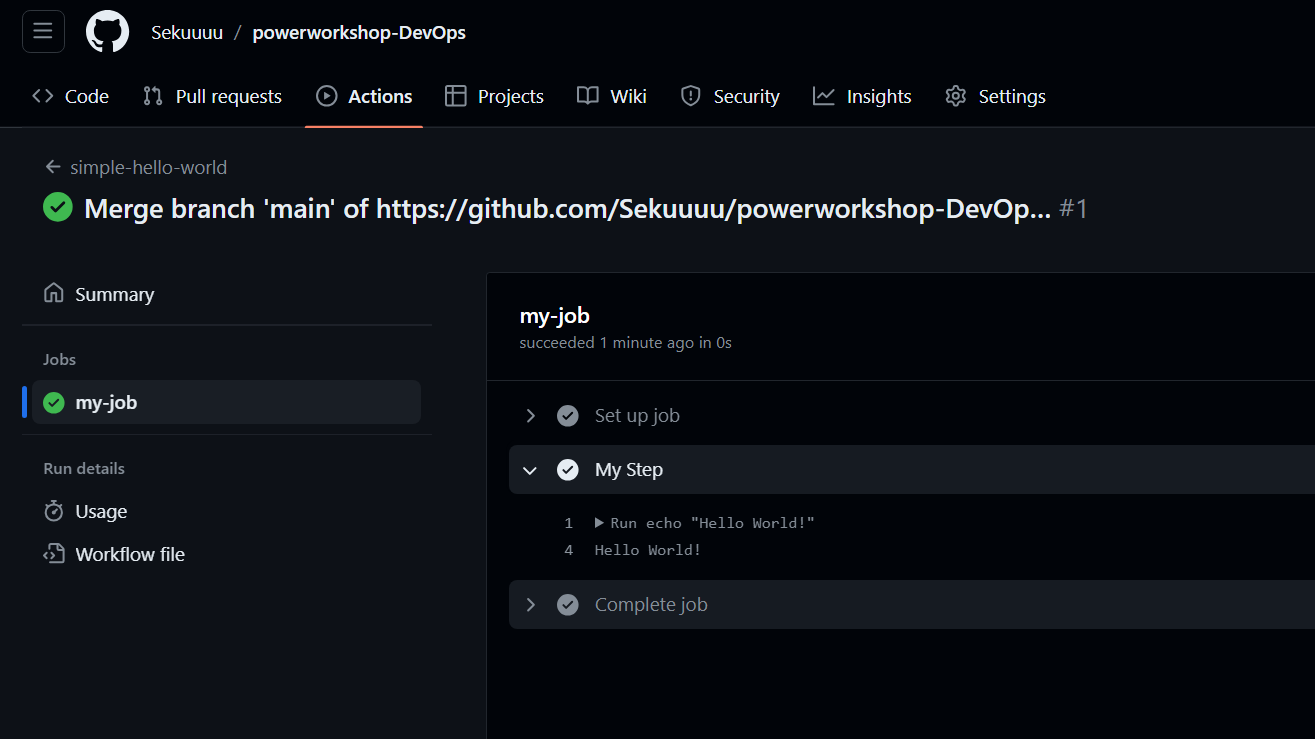 Sekuuuu / powerworkshop-DevOps
Code Pull requests Actions Projects Wiki Security Insights Settings
simple-hello-world
Merge branch 'main' of https://github.com/Sekuuuu/powerworkshop-DevOp... #1
Summary
Jobs
my-job
Run details
Usage
Workflow file
my-job
succeeded 1 minute ago in 0s
Set up job
My Step
1 Run echo "Hello World!"
4 Hello World!
Complete job